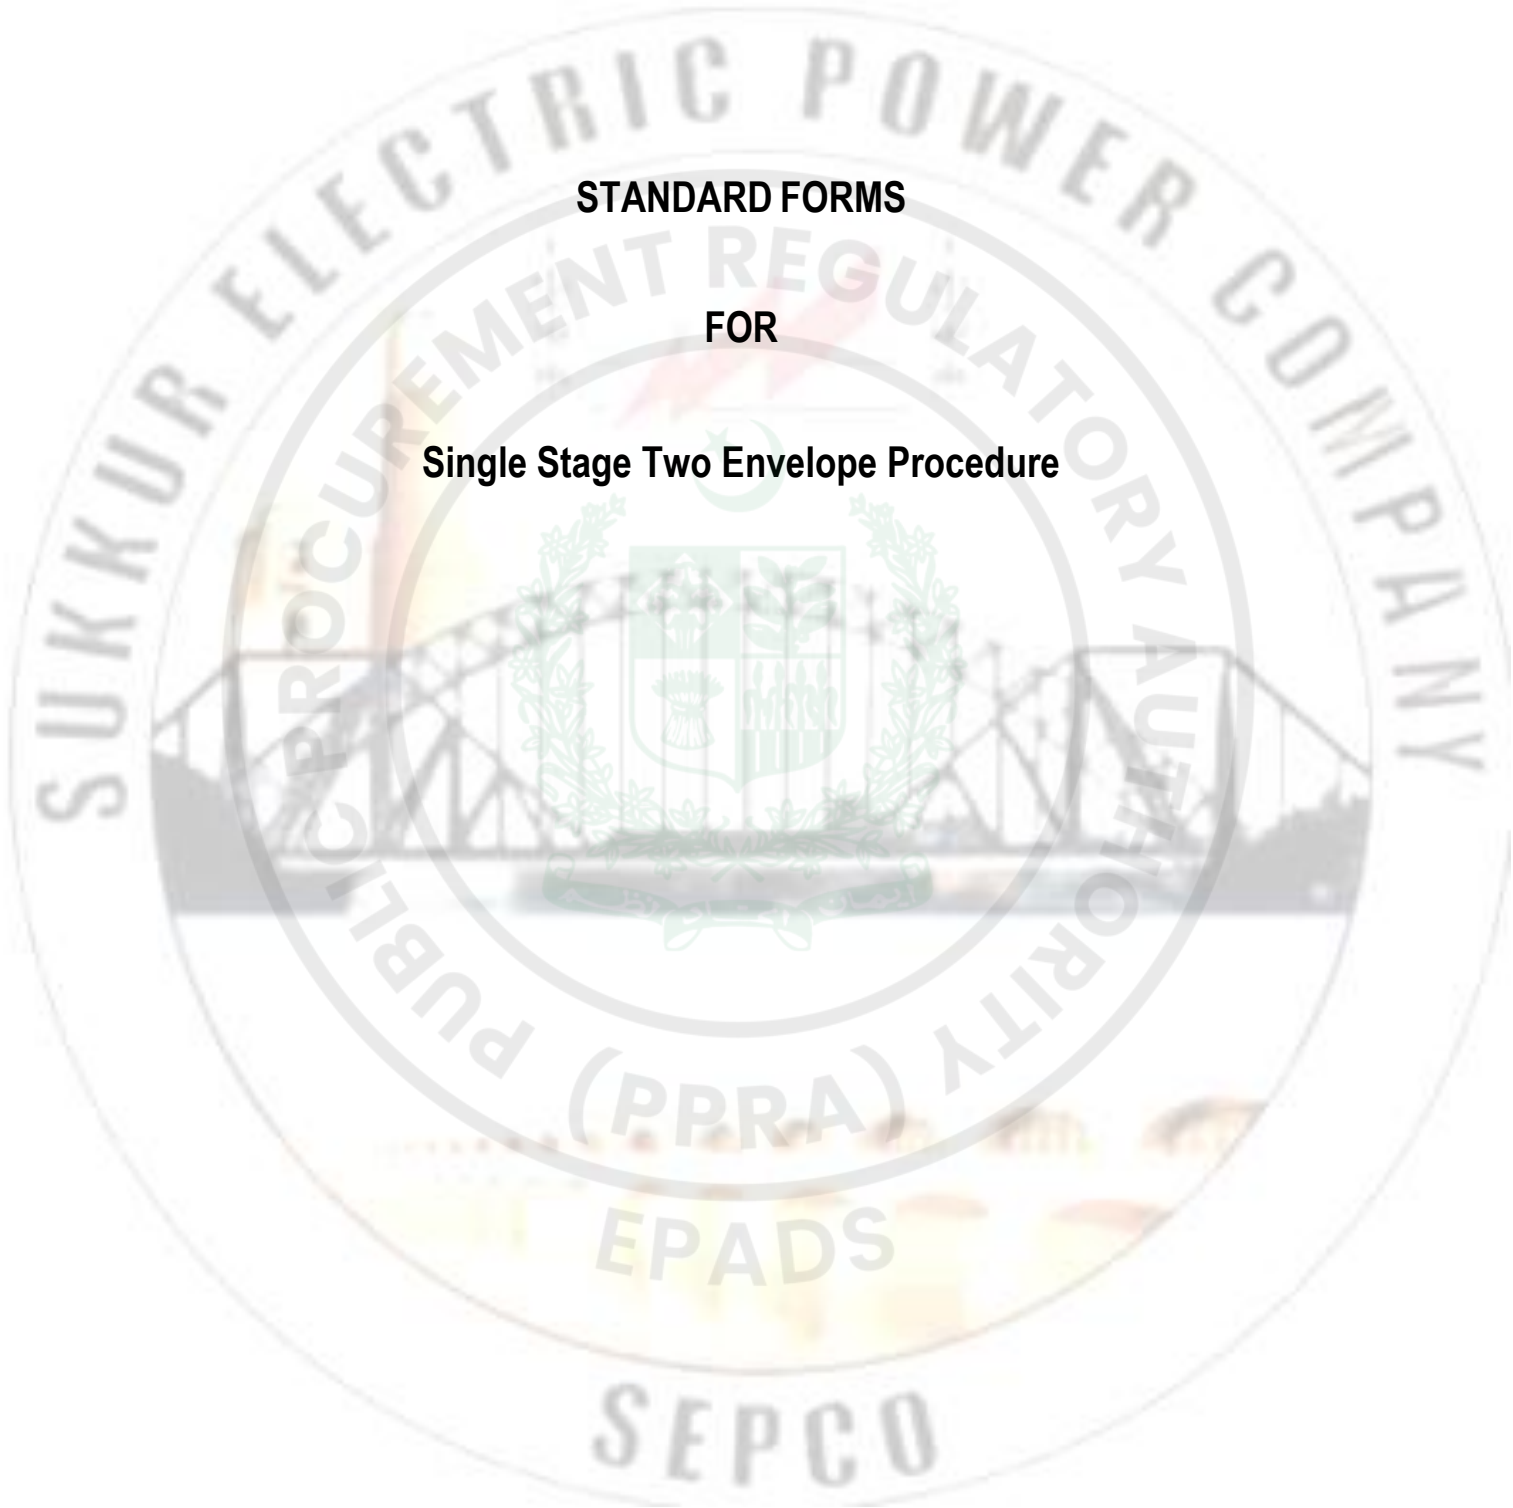 SUKKUR ELECTRIC POWER COMPANY
STANDARD FORMS
FOR
Single Stage Two Envelope Procedure
PUBLIC PROCUREMENT REGULATORY AUTHORITY
(PPRA)
EPADS
SEPCO